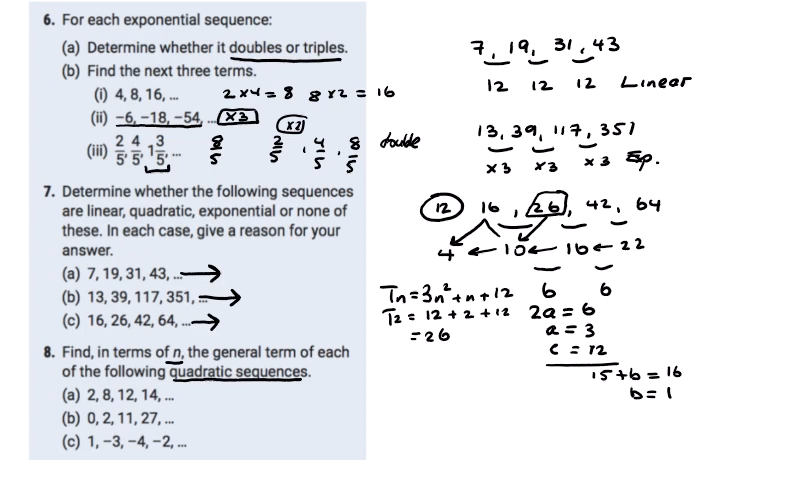 6. For each exponential sequence:
(a) Determine whether it doubles or triples.
(b) Find the next three terms.
(i) 4, 8, 16, ...
2 x 4 = 8 8 x 2 = 16
(ii) −6, −18, −54, ...
x 3
(iii) 2/5, 4/5, 1 3/5, ...
8/5
x 2
2/5, 4/5, 8/5 double
7. Determine whether the following sequences
are linear, quadratic, exponential or none of
these. In each case, give a reason for your
answer.
(a) 7, 19, 31, 43, ...
(b) 13, 39, 117, 351, ...
(c) 16, 26, 42, 64, ...
8. Find, in terms of n, the general term of each
of the following quadratic sequences.
(a) 2, 8, 12, 14, ...
(b) 0, 2, 11, 27, ...
(c) 1, −3, −4, −2, ...
7, 19, 31, 43
12 12 12 Linear
13, 39, 117, 351
x 3 x 3 x 3 Exp.
12 16, 26, 42, 64
4 ← 10 ← 16 ← 22
6 6
Tn = 3n² + n + 12
T2 = 12 + 2 + 12
= 26
2a = 6
a = 3
c = 12
15 + b = 16
b = 1